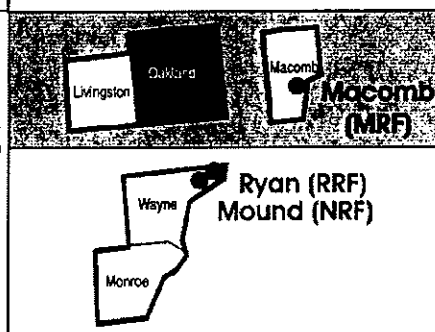 Livingston
Oakland
Macomb
Macomb
(MRF)
Wayne
Ryan (RRF)
Mound (NRF)
Monroe